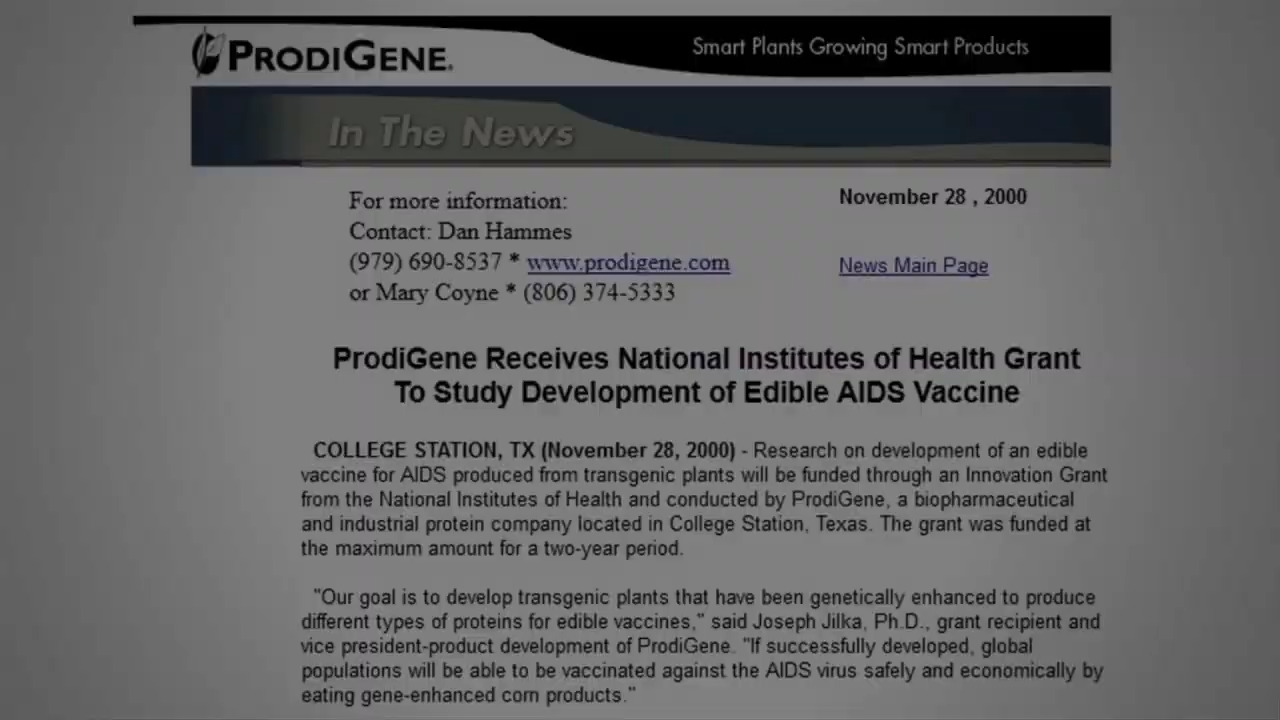 PRODIGENE.
Smart Plants Growing Smart Products
In The News
For more information:
November 28 , 2000
Contact: Dan Hammes
(979) 690-8537 * www.prodigene.com
News Main Page
or Mary Coyne * (806) 374-5333
ProdiGene Receives National Institutes of Health Grant
To Study Development of Edible AIDS Vaccine
COLLEGE STATION, TX (November 28, 2000) - Research on development of an edible
vaccine for AIDS produced from transgenic plants will be funded through an Innovation Grant
from the National Institutes of Health and conducted by ProdiGene, a biopharmaceutical
and industrial protein company located in College Station, Texas. The grant was funded at
the maximum amount for a two-year period.
"Our goal is to develop transgenic plants that have been genetically enhanced to produce
different types of proteins for edible vaccines," said Joseph Jilka, Ph.D., grant recipient and
vice president-product development of ProdiGene. "If successfully developed, global
populations will be able to be vaccinated against the AIDS virus safely and economically by
eating gene-enhanced corn products."